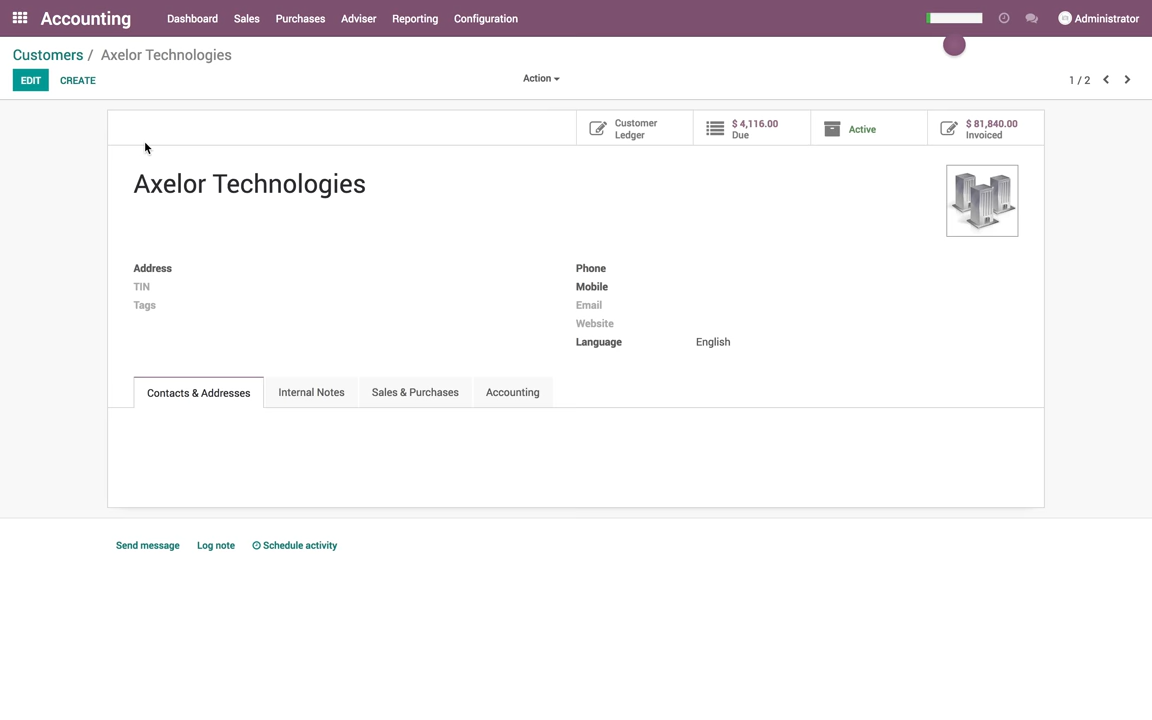 Accounting Dashboard Sales Purchases Adviser Reporting Configuration Administrator
Customers / Axelor Technologies
EDIT CREATE Action 1 / 2
Customer
Ledger
$ 4,116.00
Due
Active
$ 81,840.00
Invoiced
Axelor Technologies
Address
TIN
Tags
Phone
Mobile
Email
Website
Language English
Contacts & Addresses Internal Notes Sales & Purchases Accounting
Send message Log note Schedule activity